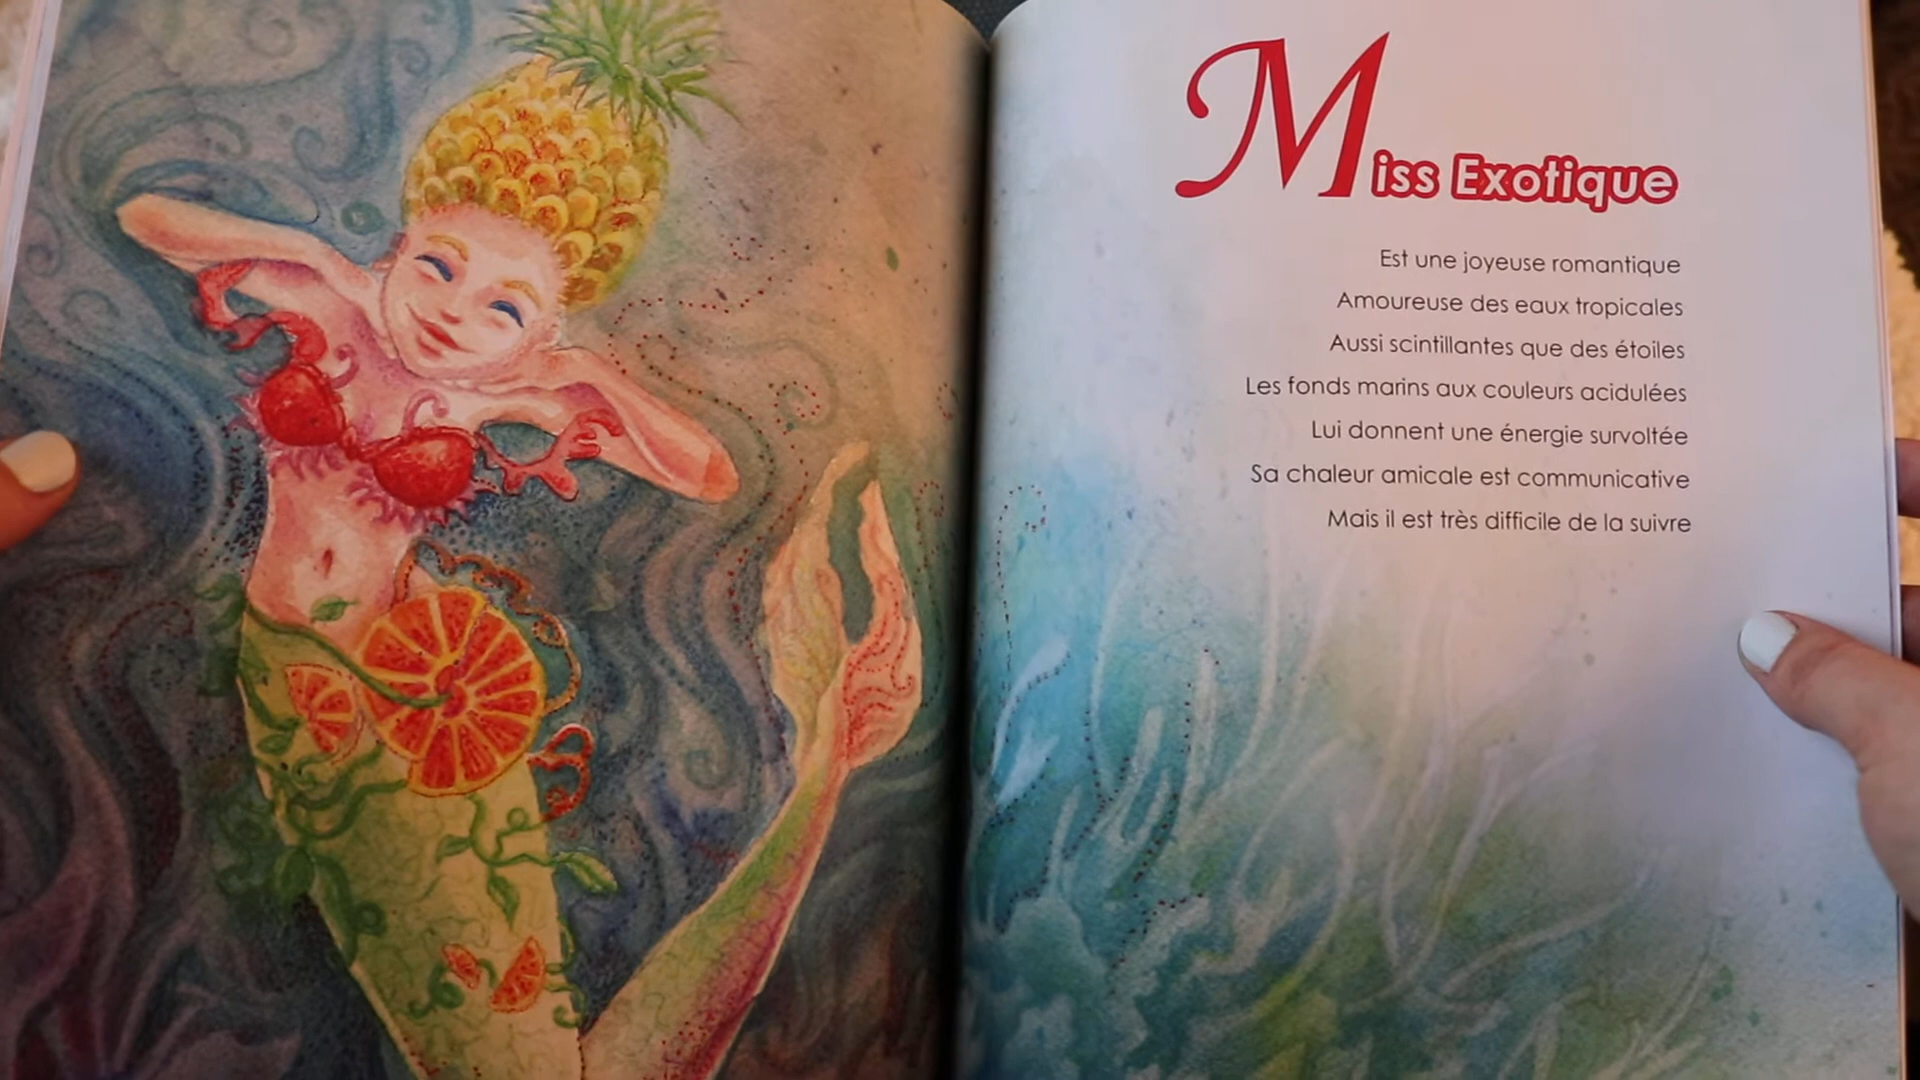 Miss Exotique
Est une joyeuse romantique
Amoureuse des eaux tropicales
Aussi scintillantes que des étoiles
Les fonds marins aux couleurs acidulées
Lui donnent une énergie survoltée
Sa chaleur amicale est communicative
Mais il est très difficile de la suivre